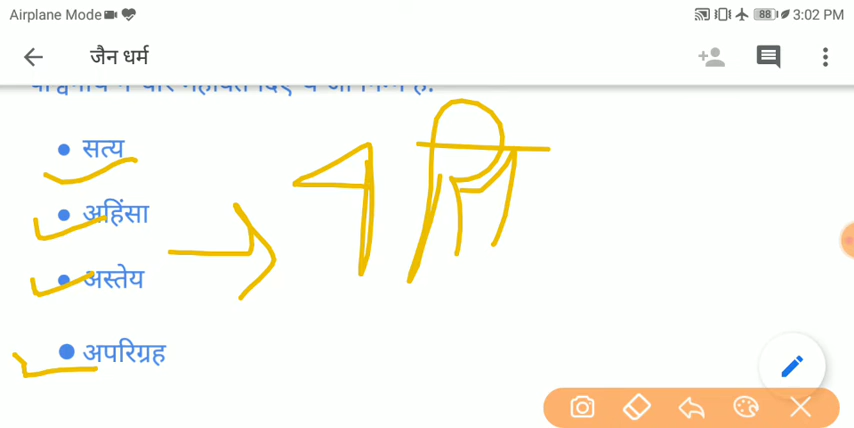 Airplane Mode 88 3:02 PM
जैन धर्म
• सत्य
• अहिंसा
• अस्तेय
• अपरिग्रह